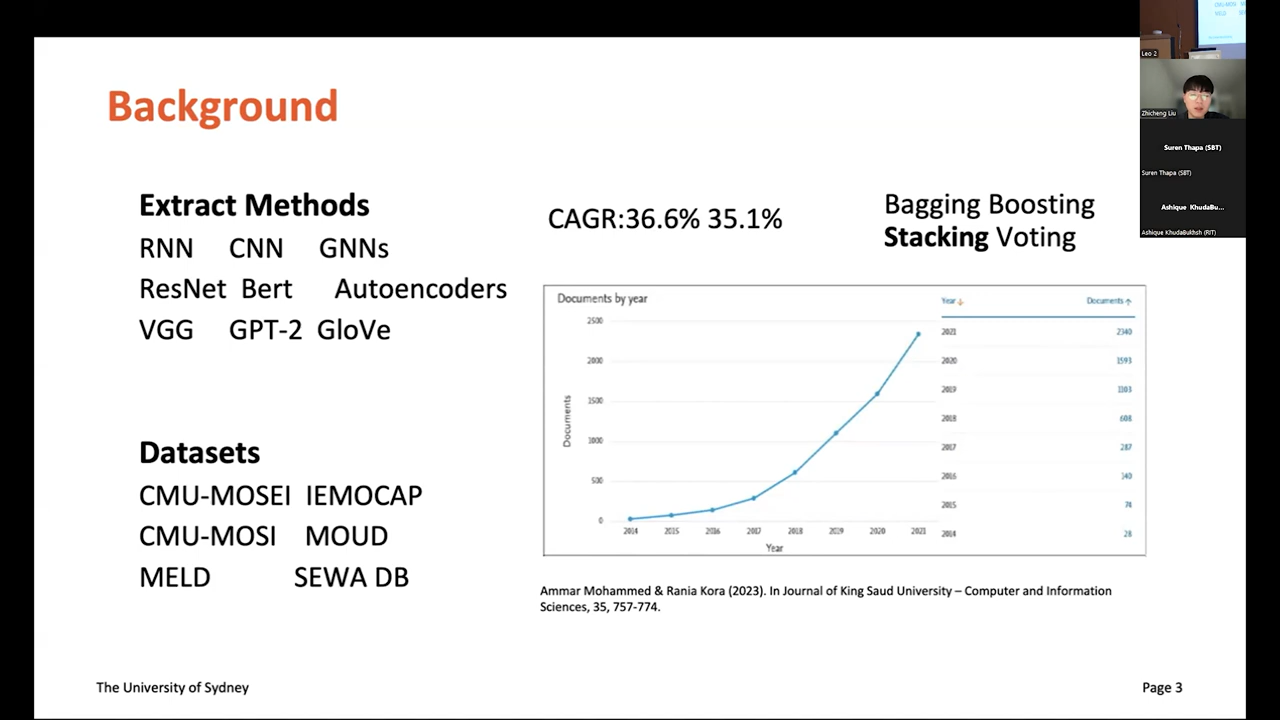 Background
Extract Methods
RNN CNN GNNs
ResNet Bert Autoencoders
VGG GPT-2 GloVe
Datasets
CMU-MOSEI IEMOCAP
CMU-MOSI MOUD
MELD SEWA DB
CAGR:36.6% 35.1%
Bagging Boosting
Stacking Voting
Documents by year
2500
2000
1500
1000
500
0
Documents
2014 2015 2016 2017 2018 2019 2020 2021
Year
Year Documents
2021 2340
2020 1593
2019 1103
2018 608
2017 287
2016 140
2015 74
2014 28
Ammar Mohammed & Rania Kora (2023). In Journal of King Saud University – Computer and Information
Sciences, 35, 757-774.
The University of Sydney
Page 3
Leo 2
Zhicheng Liu
Suren Thapa (SBT)
Suren Thapa (SBT)
Ashique KhudaBu...
Ashique KhudaBukhsh (RIT)